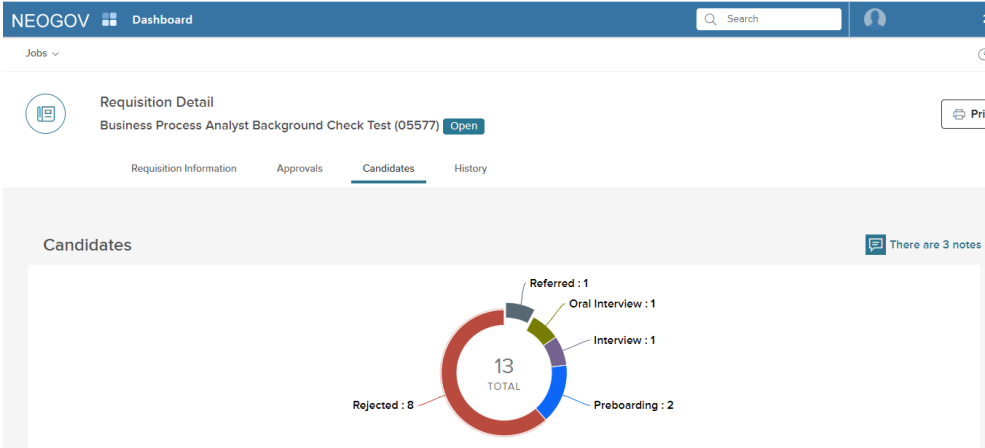 NEOGOV Dashboard Search
Jobs
Requisition Detail
Business Process Analyst Background Check Test (05577) Open
Requisition Information Approvals Candidates History
Candidates
There are 3 notes
Referred : 1
Oral Interview : 1
Interview : 1
13
TOTAL
Rejected : 8
Preboarding : 2